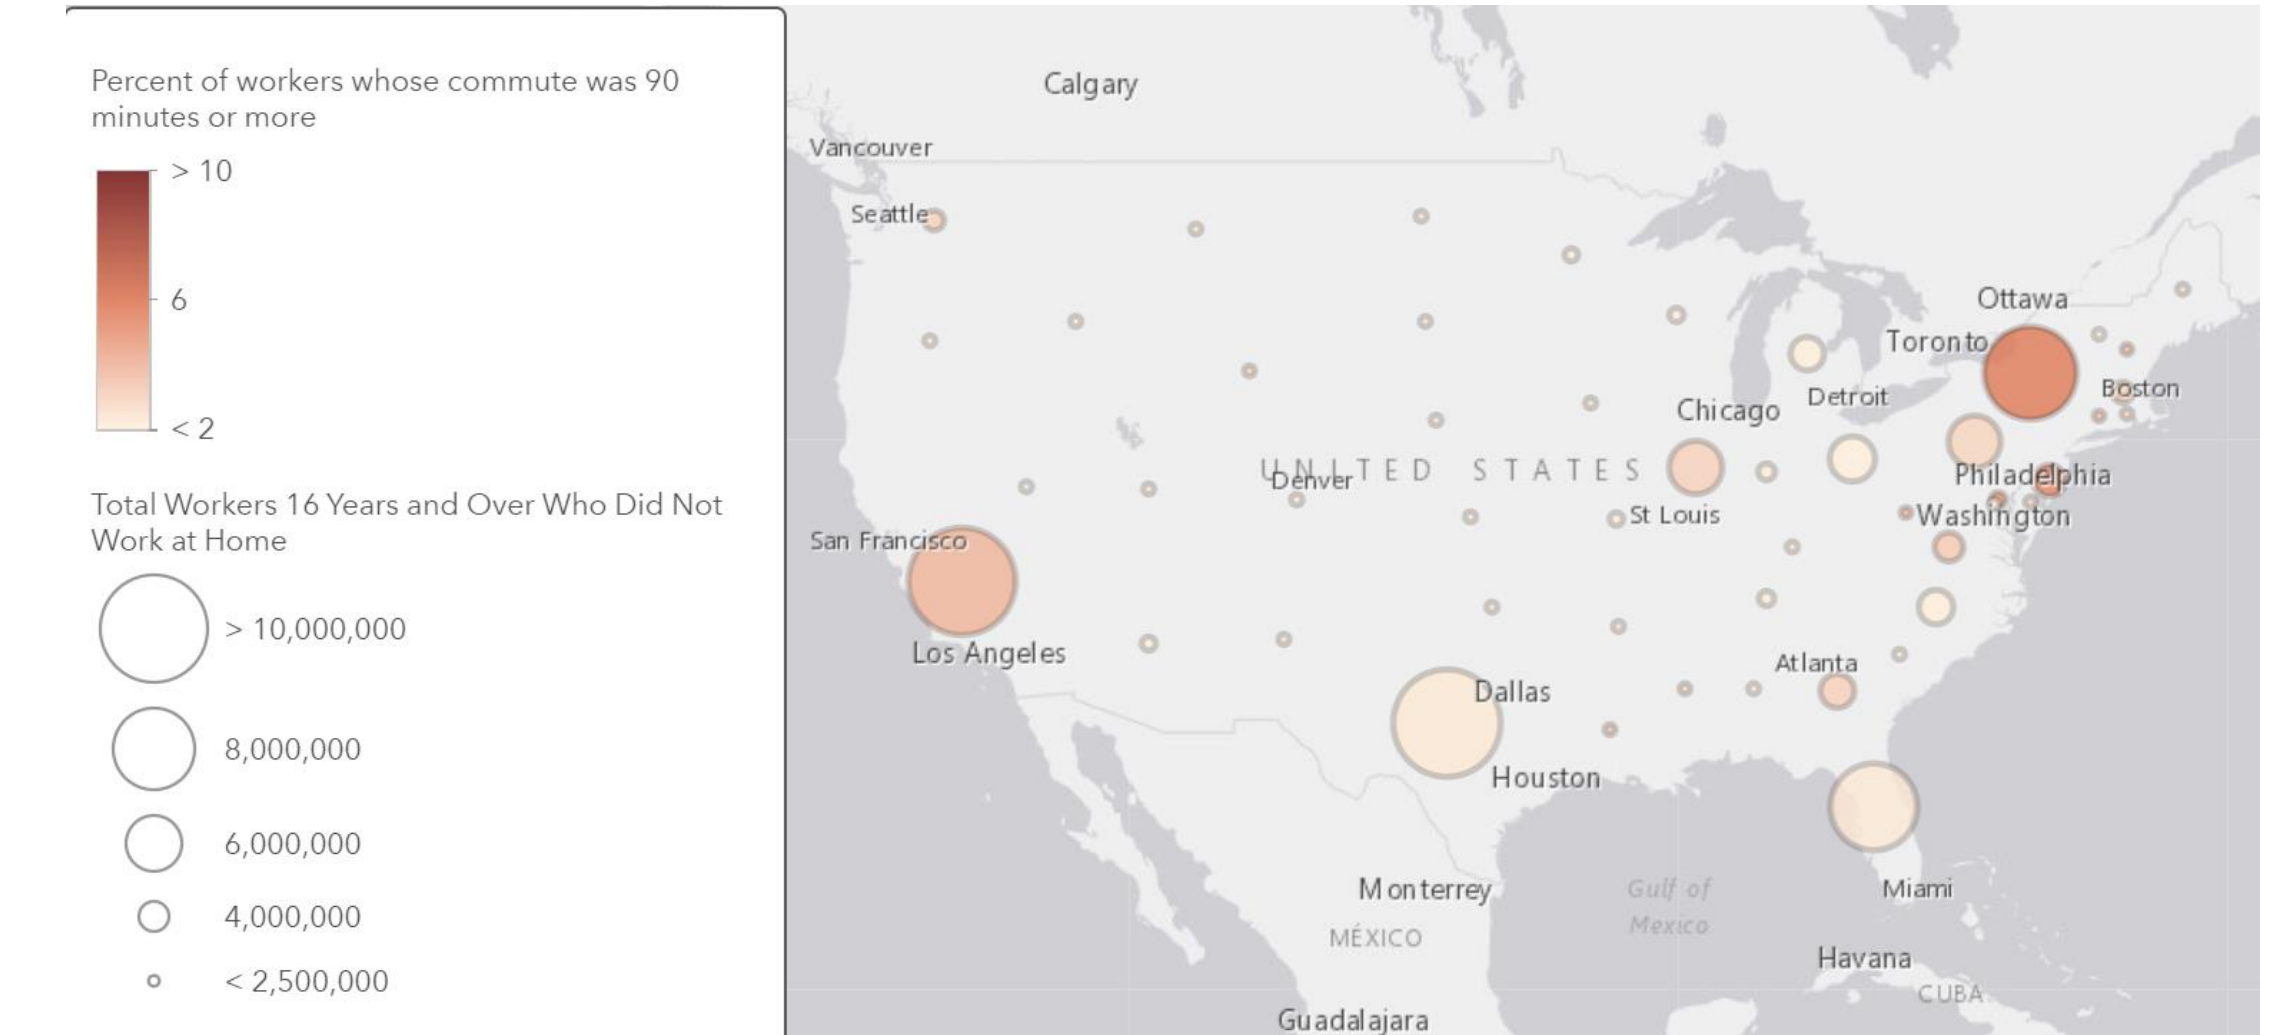 Percent of workers whose commute was 90
minutes or more
> 10
6
< 2
Total Workers 16 Years and Over Who Did Not
Work at Home
> 10,000,000
8,000,000
6,000,000
4,000,000
< 2,500,000
Calgary
Vancouver
Seattle
Ottawa
Toronto
Boston
Detroit
Chicago
UNITED STATES
Denver
Philadelphia
St Louis
Washington
San Francisco
Los Angeles
Atlanta
Dallas
Houston
Monterrey
Gulf of
Mexico
Miami
MÉXICO
Havana
CUBA
Guadalajara